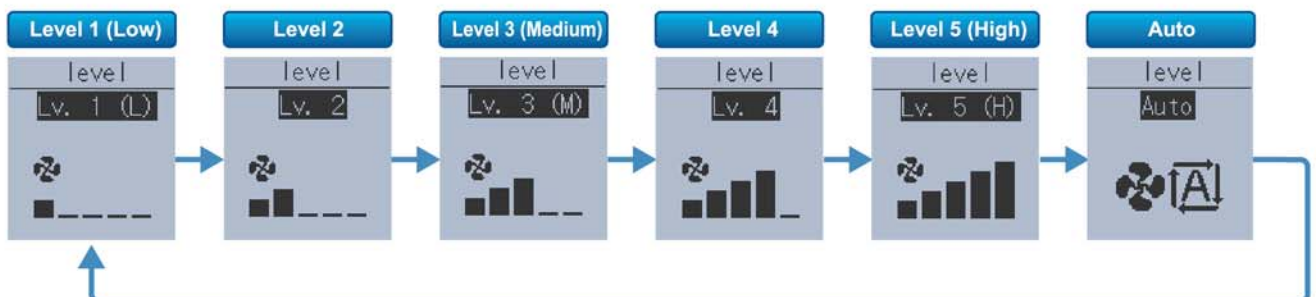 Level 1 (Low)
level
Lv. 1 (L)
Level 2
level
Lv. 2
Level 3 (Medium)
level
Lv. 3 (M)
Level 4
level
Lv. 4
Level 5 (High)
level
Lv. 5 (H)
Auto
level
Auto
A